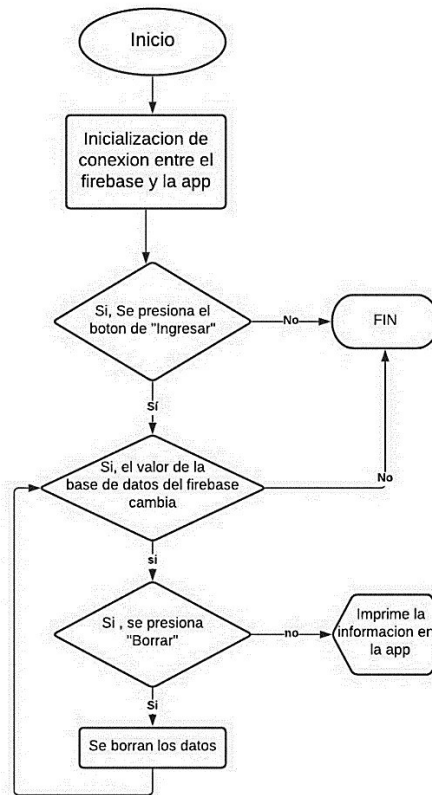 Inicio
Inicializacion de
conexion entre el
firebase y la app
Si, Se presiona el
boton de "Ingresar"
No
FIN
Sí
Si, el valor de la
base de datos del firebase
cambia
No
si
Si , se presiona
"Borrar"
no
Imprime la
informacion en
la app
Si
Se borran los datos